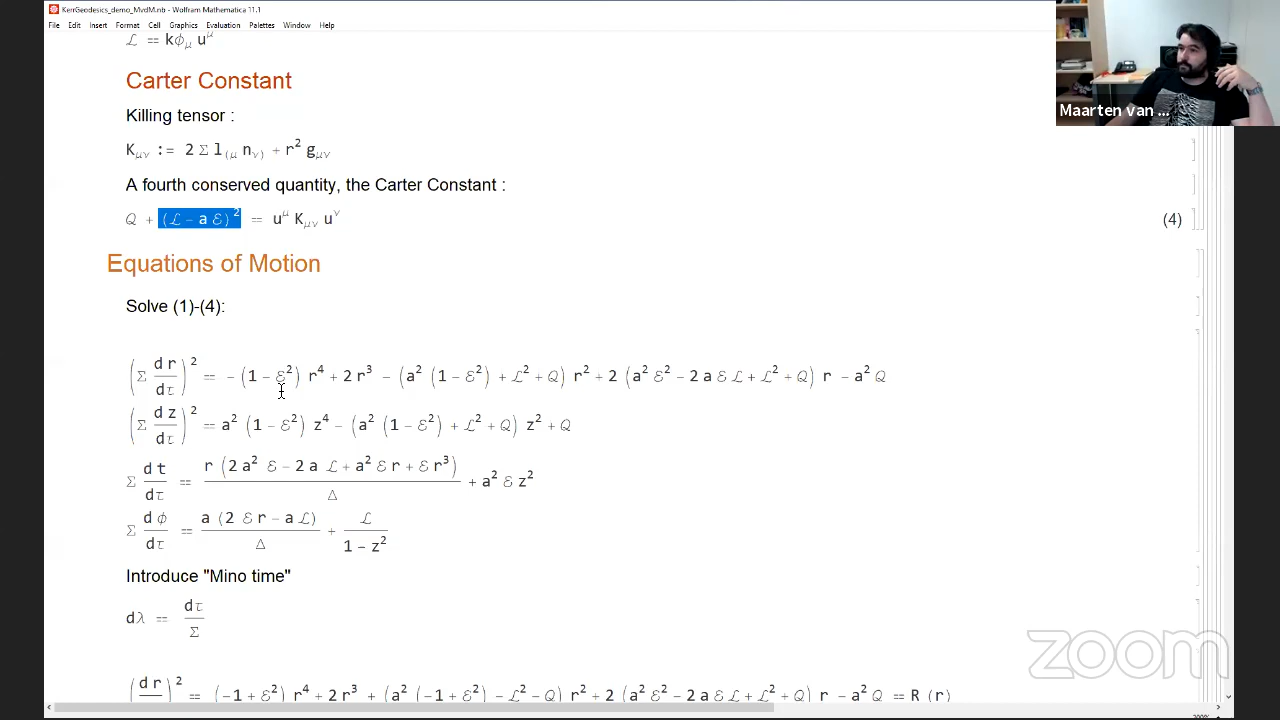 KerrGeodesics_demo_MvdM.nb - Wolfram Mathematica 11.1
File Edit Insert Format Cell Graphics Evaluation Palettes Window Help
ℒ == kϕ_μ u^μ
Carter Constant
Killing tensor :
K_μν := 2 Σ l_(μ n_ν) + r² g_μν
A fourth conserved quantity, the Carter Constant :
Q + (ℒ - a ℰ)² == u^μ K_μν u^ν (4)
Equations of Motion
Solve (1)-(4):
(Σ dr/dτ)² == - (1 - ℰ²) r⁴ + 2 r³ - (a² (1 - ℰ²) + ℒ² + Q) r² + 2 (a² ℰ² - 2 a ℰ ℒ + ℒ² + Q) r - a² Q
(Σ dz/dτ)² == a² (1 - ℰ²) z⁴ - (a² (1 - ℰ²) + ℒ² + Q) z² + Q
Σ dt/dτ == r (2 a² ℰ - 2 a ℒ + a² ℰ r + ℰ r³)/Δ + a² ℰ z²
Σ dϕ/dτ == a (2 ℰ r - a ℒ)/Δ + ℒ/(1 - z²)
Introduce "Mino time"
dλ == dτ/Σ
(dr/)² == (-1 + ℰ²) r⁴ + 2 r³ + (a² (-1 + ℰ²) - ℒ² - Q) r² + 2 (a² ℰ² - 2 a ℰ ℒ + ℒ² + Q) r - a² Q == R (r)
Maarten van ...
zoom
200%